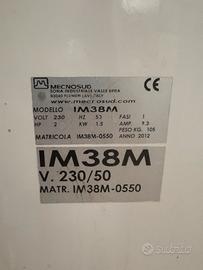 MECNOSUD
ZONA INDUSTRIALE VALLE UFITA
83040 FLUMERI (AV) ITALY
www.mecnosud.com
MODELLO IM38M
VOLT 230 HZ 50 FASI 1
HP 2 KW 1.5 AMP. 9.3
PESO KG. 105
MATRICOLA IM38M-0550 ANNO 2012
CE
IM38M
V. 230/50
MATR. IM38M-0550
subito